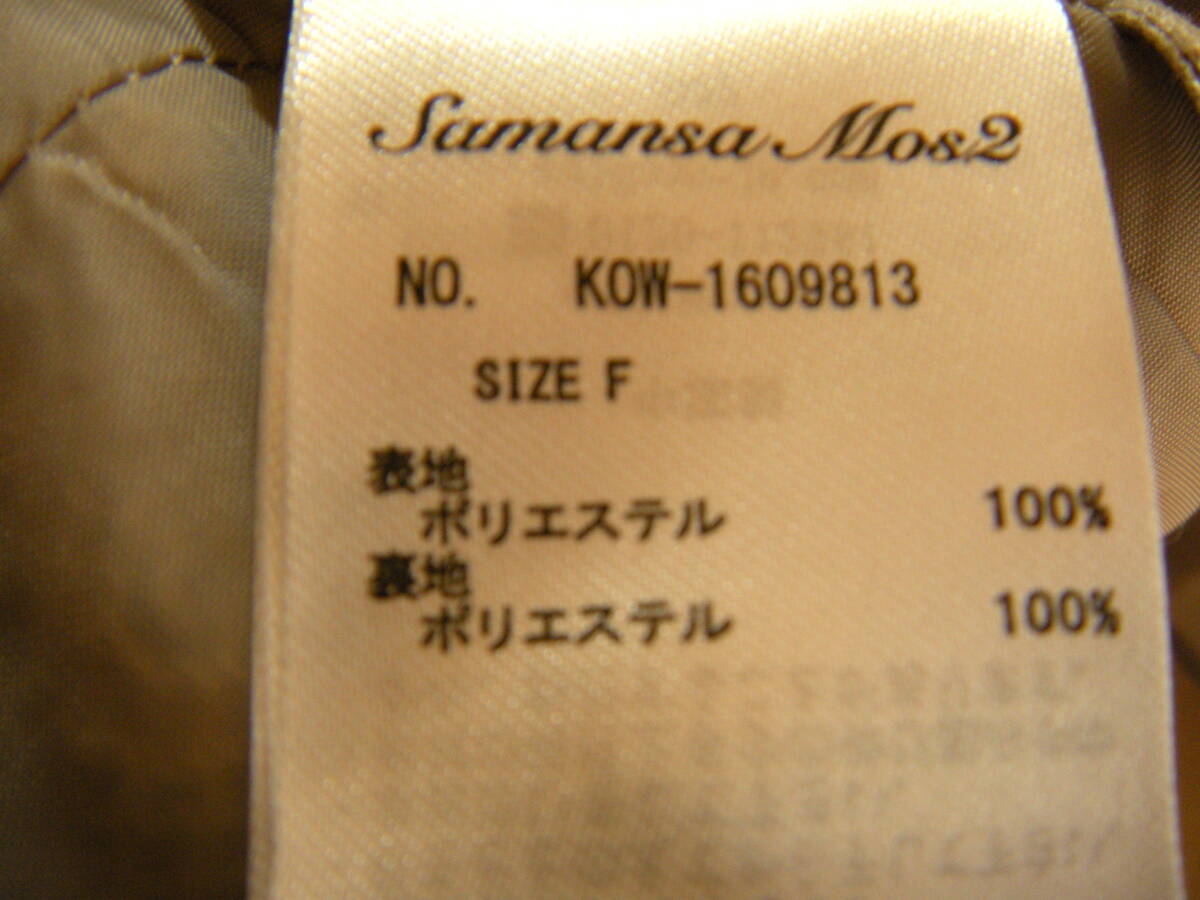 Samansa Mos2
NO. KOW-1609813
SIZE F
表地
ポリエステル 100%
裏地
ポリエステル 100%